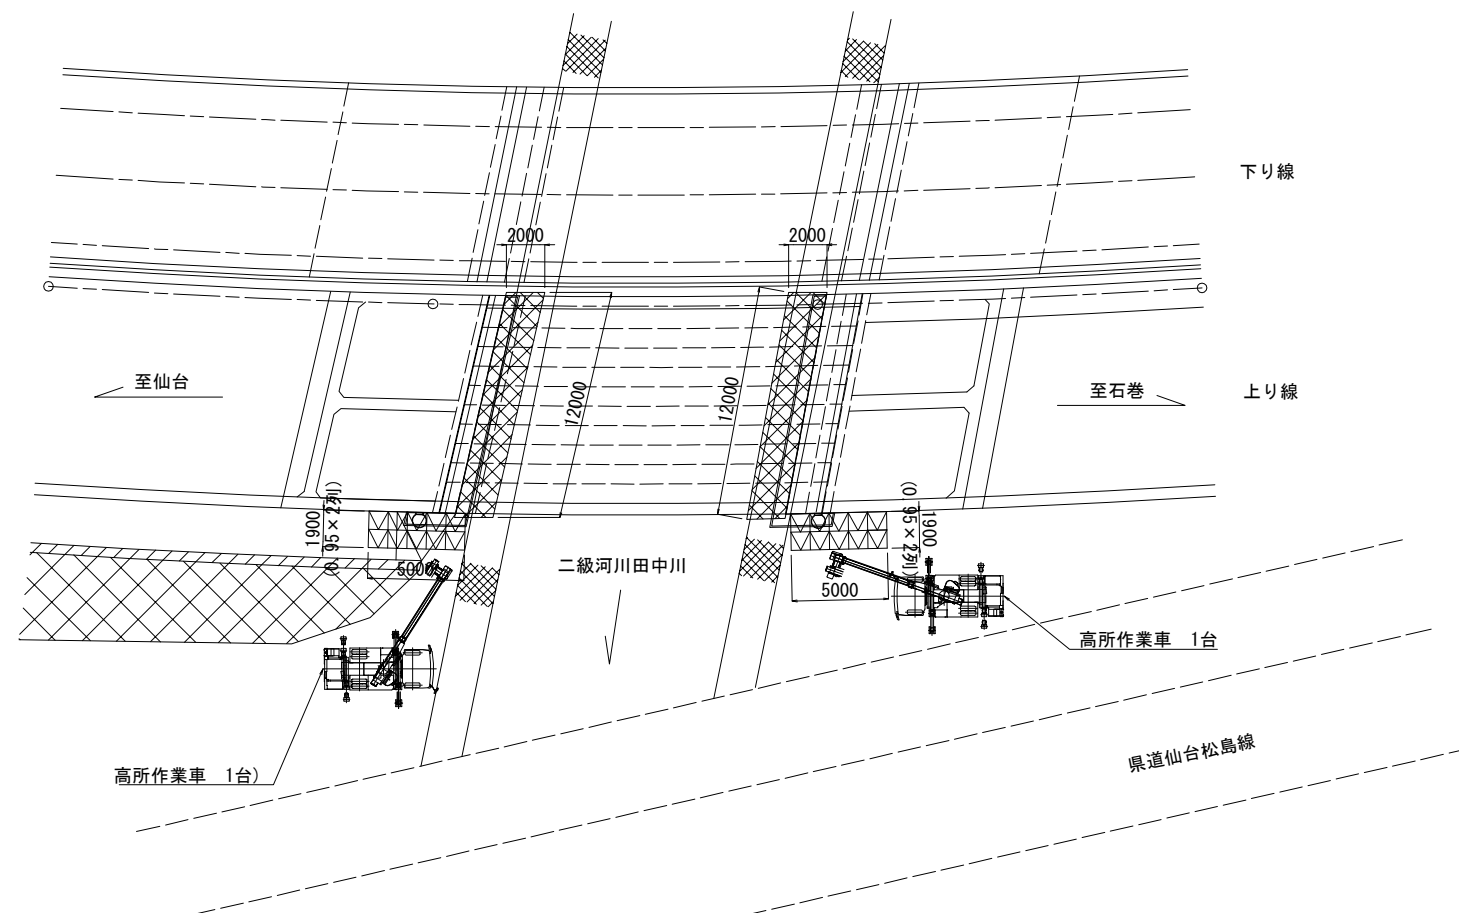 下り線
2000
2000
至仙台
12000
12000
至石巻
上り線
1900
(0.95×2列)
5000
二級河川田中川
5000
1900
(0.95×2列)
高所作業車 1台
高所作業車 1台)
県道仙台松島線